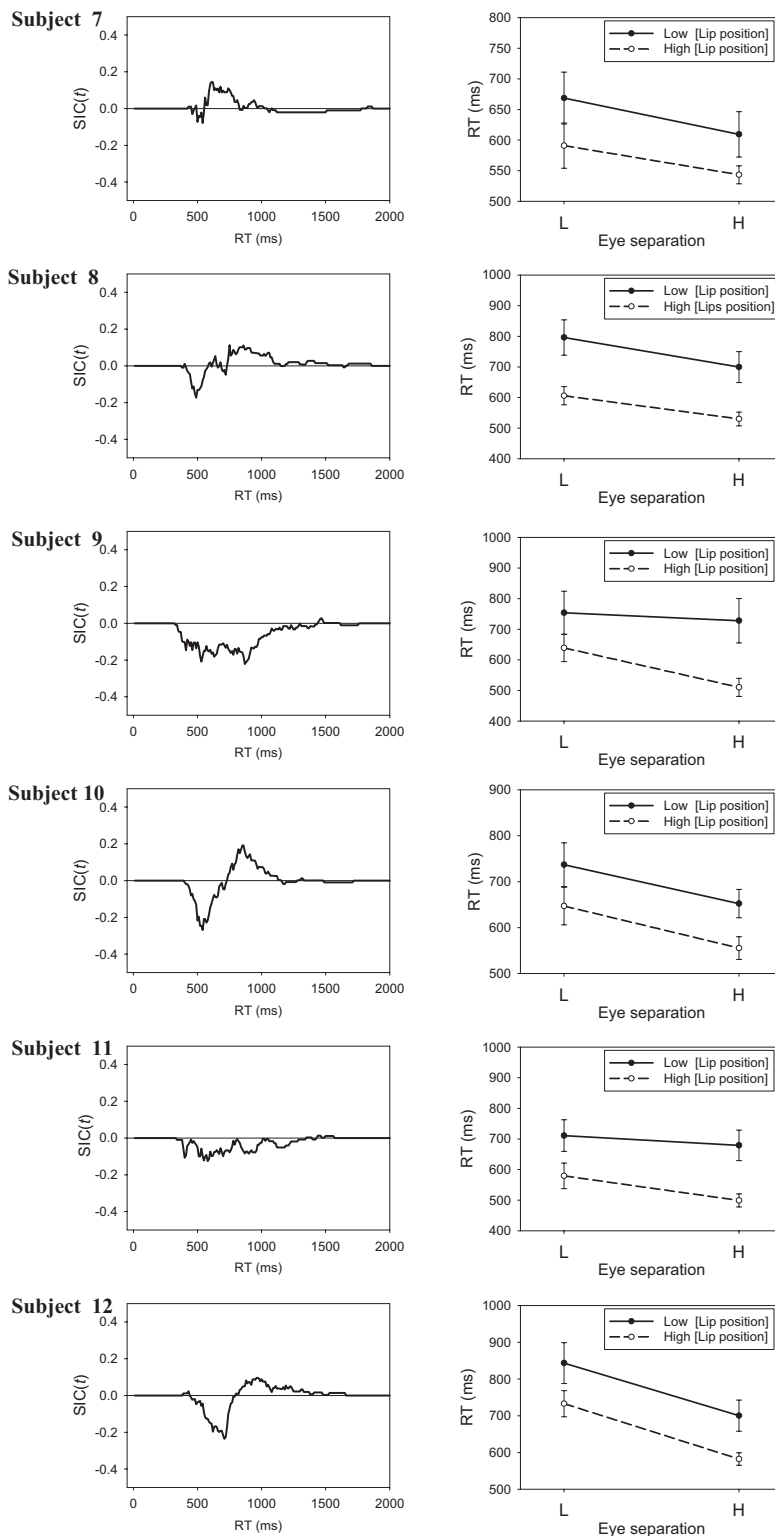 Subject 7
0.4
0.2
0.0
-0.2
-0.4
SIC(t)
0 500 1000 1500 2000
RT (ms)
800
750
700
650
600
550
500
RT (ms)
Low [Lip position]
High [Lip position]
L H
Eye separation
Subject 8
0.4
0.2
0.0
-0.2
-0.4
SIC(t)
0 500 1000 1500 2000
RT (ms)
1000
900
800
700
600
500
400
RT (ms)
Low [Lip position]
High [Lips position]
L H
Eye separation
Subject 9
0.4
0.2
0.0
-0.2
-0.4
SIC(t)
0 500 1000 1500 2000
RT (ms)
1000
900
800
700
600
500
400
RT (ms)
Low [Lip position]
High [Lip position]
L H
Eye separation
Subject 10
0.4
0.2
0.0
-0.2
-0.4
SIC(t)
0 500 1000 1500 2000
RT (ms)
900
800
700
600
500
RT (ms)
Low [Lip position]
High [Lip position]
L H
Eye separation
Subject 11
0.4
0.2
0.0
-0.2
-0.4
SIC(t)
0 500 1000 1500 2000
RT (ms)
1000
900
800
700
600
500
400
RT (ms)
Low [Lip position]
High [Lip position]
L H
Eye separation
Subject 12
0.4
0.2
0.0
-0.2
-0.4
SIC(t)
0 500 1000 1500 2000
RT (ms)
1000
900
800
700
600
500
RT (ms)
Low [Lip position]
High [Lip position]
L H
Eye separation